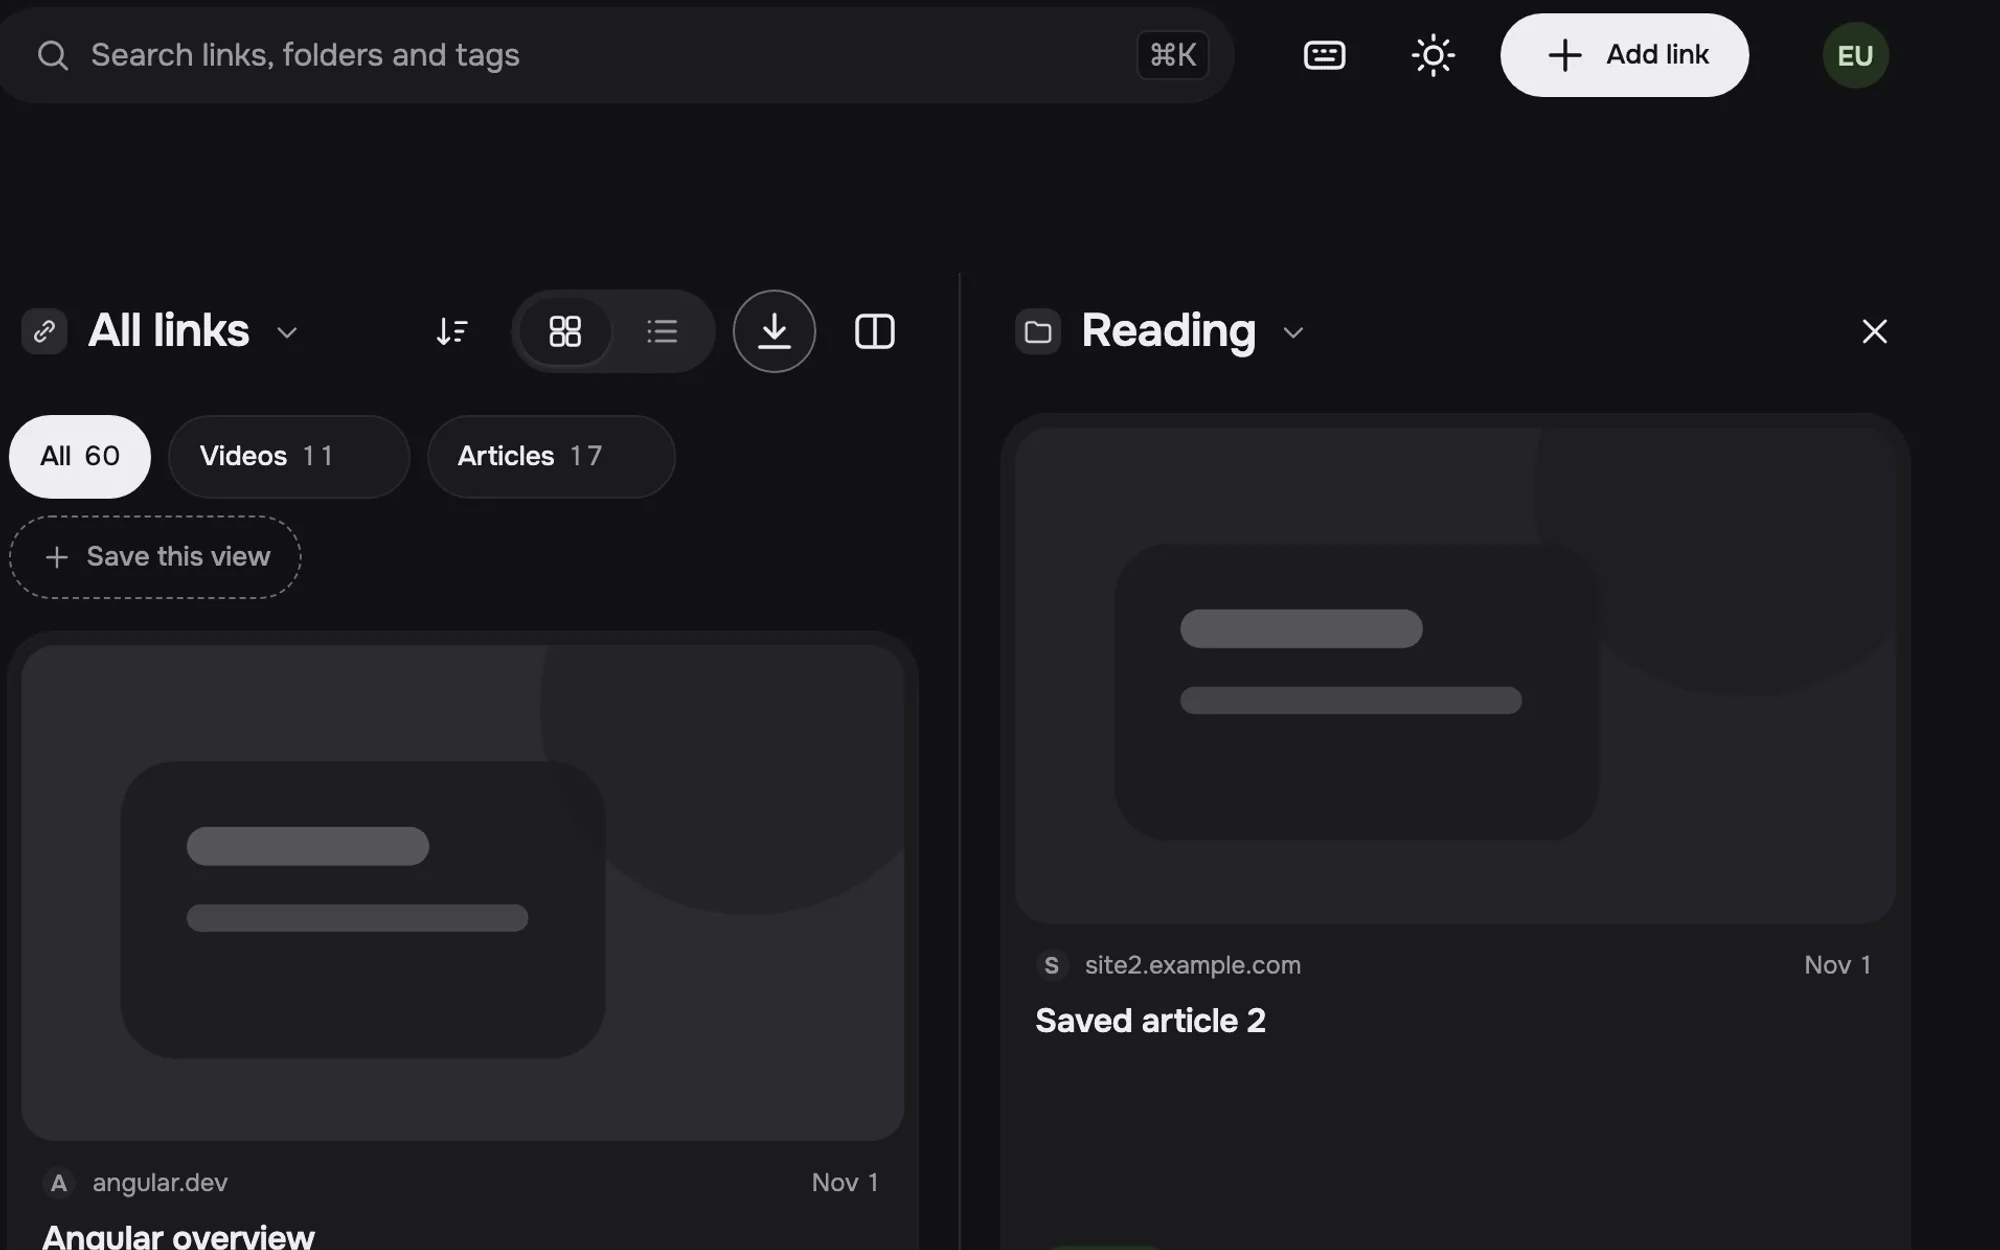 Search links, folders and tags
⌘K
Add link
EU
All links
Reading
All 60
Videos 11
Articles 17
Save this view
S site2.example.com
Nov 1
Saved article 2
A angular.dev
Nov 1
Angular overview